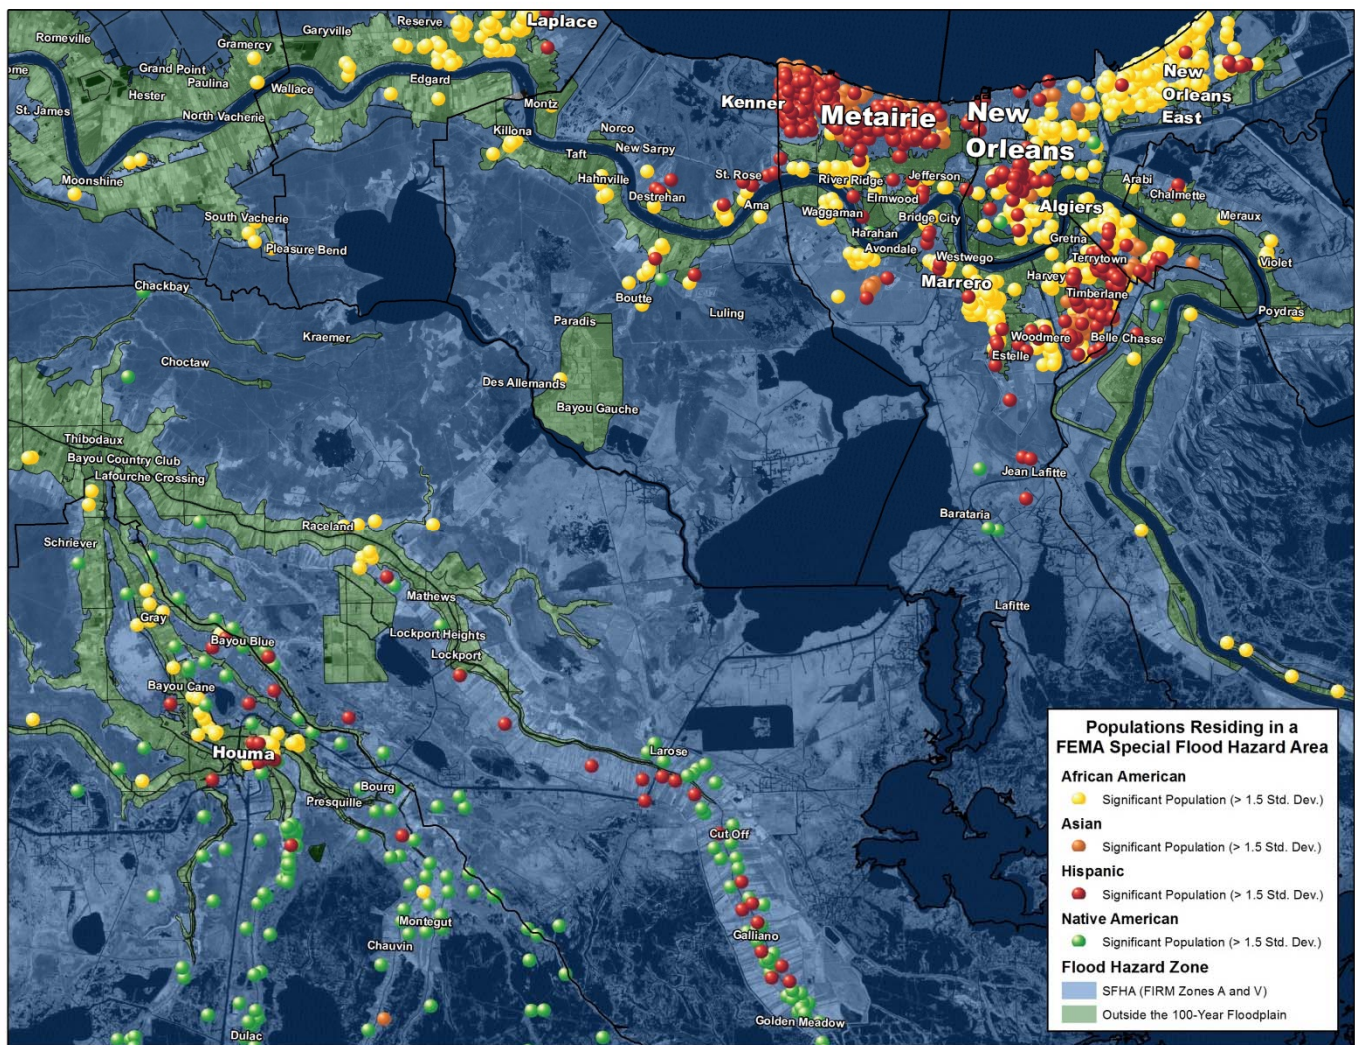 Romeville
Garyville
Reserve
Laplace
Gramercy
ome
Grand Point
Paulina
Hester
Wallace
Edgard
St. James
North Vacherie
Montz
Moonshine
Killona
Norco
Taft
New Sarpy
Hahnville
Destrehan
St. Rose
Ama
South Vacherie
Pleasure Bend
Kenner
Metairie
New
Orleans
New
Orleans
East
River Ridge
Jefferson
Elmwood
Waggaman
Bridge City
Harahan
Avondale
Westwego
Arabi
Chalmette
Algiers
Meraux
Gretna
Terrytown
Violet
Harvey
Marrero
Timberlane
Poydras
Woodmere
Belle Chasse
Estelle
Boutte
Luling
Paradis
Chackbay
Kraemer
Choctaw
Des Allemands
Bayou Gauche
Thibodaux
Bayou Country Club
Lafourche Crossing
Jean Lafitte
Barataria
Raceland
Schriever
Mathews
Lafitte
Gray
Bayou Blue
Lockport Heights
Lockport
Bayou Cane
Houma
Larose
Bourg
Presquille
Cut Off
Montegut
Chauvin
Galliano
Golden Meadow
Dulac
Populations Residing in a
FEMA Special Flood Hazard Area
African American
Significant Population (> 1.5 Std. Dev.)
Asian
Significant Population (> 1.5 Std. Dev.)
Hispanic
Significant Population (> 1.5 Std. Dev.)
Native American
Significant Population (> 1.5 Std. Dev.)
Flood Hazard Zone
SFHA (FIRM Zones A and V)
Outside the 100-Year Floodplain